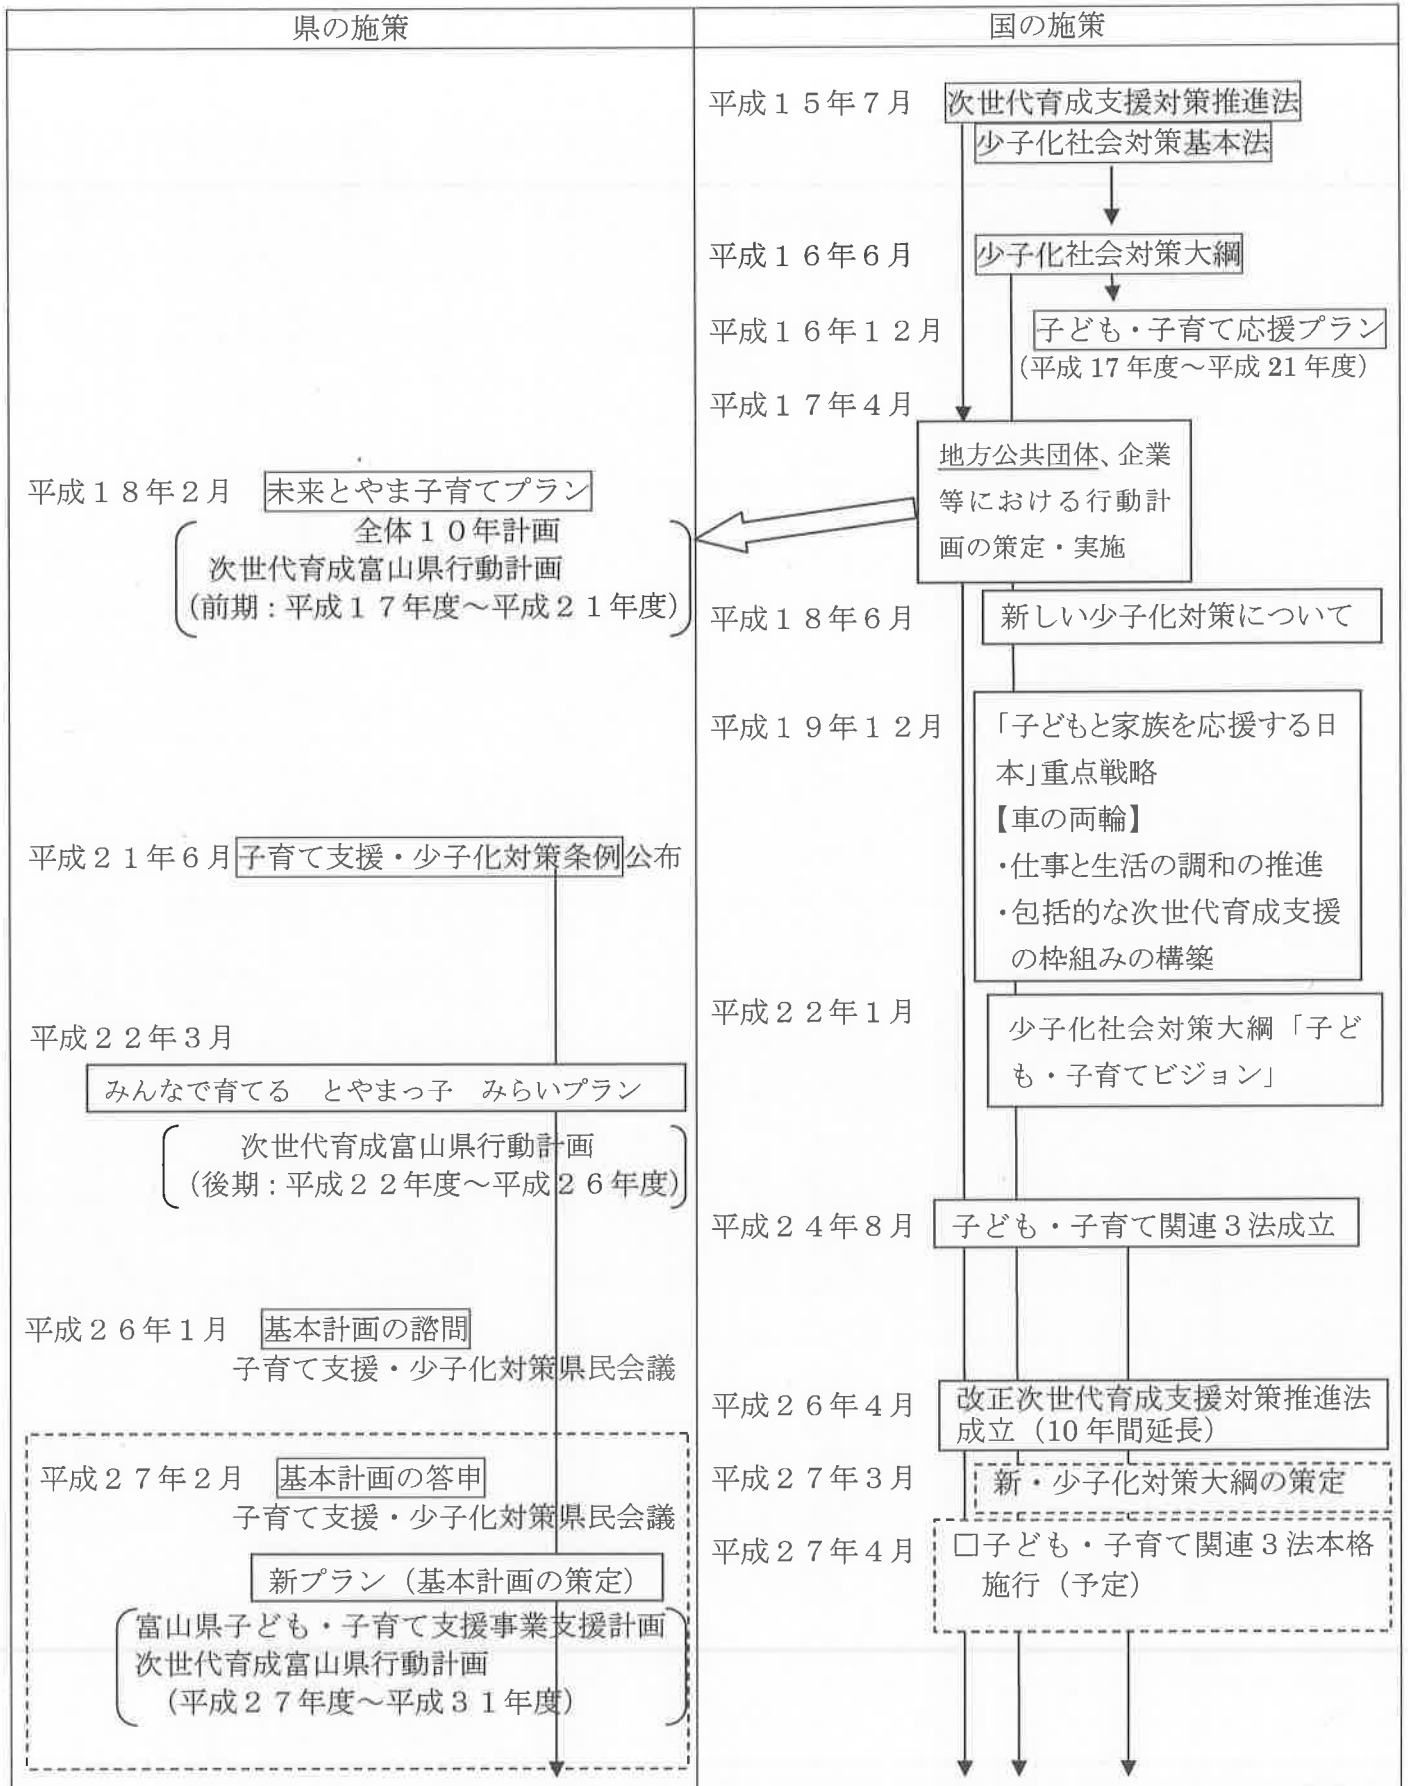 県の施策
平成１８年２月　未来とやま子育てプラン
全体１０年計画
次世代育成富山県行動計画
（前期：平成１７年度～平成２１年度）
平成２１年６月 子育て支援・少子化対策条例公布
平成２２年３月
みんなで育てる　とやまっ子　みらいプラン
次世代育成富山県行動計画
（後期：平成２２年度～平成２６年度）
平成２６年１月　基本計画の諮問
子育て支援・少子化対策県民会議
平成２７年２月　基本計画の答申
子育て支援・少子化対策県民会議
新プラン（基本計画の策定）
富山県子ども・子育て支援事業支援計画
次世代育成富山県行動計画
（平成２７年度～平成３１年度）
国の施策
平成１５年７月　次世代育成支援対策推進法
少子化社会対策基本法
平成１６年６月　少子化社会対策大綱
平成１６年１２月　子ども・子育て応援プラン
（平成 17 年度～平成 21 年度）
平成１７年４月
地方公共団体、企業
等における行動計
画の策定・実施
平成１８年６月　新しい少子化対策について
平成１９年１２月　「子どもと家族を応援する日
本」重点戦略
【車の両輪】
・仕事と生活の調和の推進
・包括的な次世代育成支援
の枠組みの構築
平成２２年１月
少子化社会対策大綱「子ど
も・子育てビジョン」
平成２４年８月　子ども・子育て関連３法成立
平成２６年４月　改正次世代育成支援対策推進法
成立（10 年間延長）
平成２７年３月　新・少子化対策大綱の策定
平成２７年４月　□子ども・子育て関連３法本格
施行（予定）